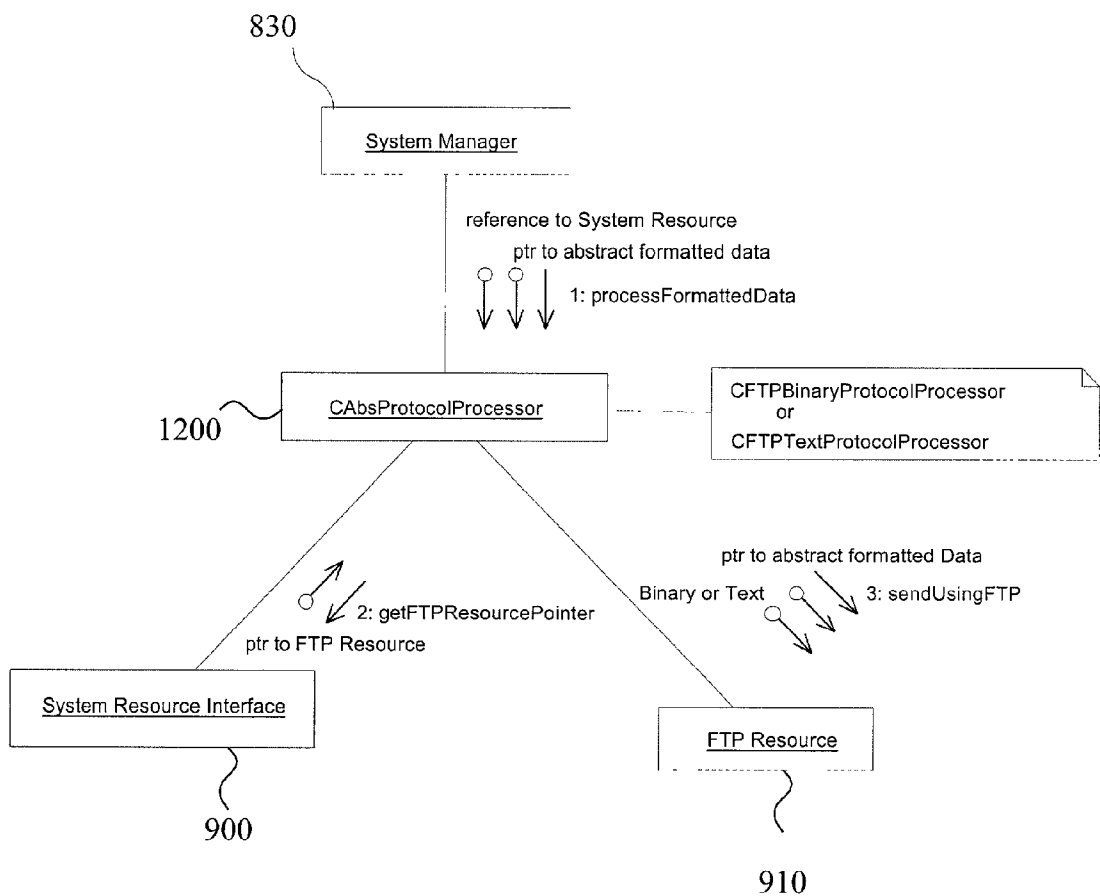 830
System Manager
reference to System Resource
ptr to abstract formatted data
1: processFormattedData
CAbsProtocolProcessor
1200
CFTPBinaryProtocolProcessor
or
CFTPTextProtocolProcessor
ptr to abstract formatted Data
Binary or Text
3: sendUsingFTP
2: getFTPResourcePointer
ptr to FTP Resource
System Resource Interface
FTP Resource
900
910